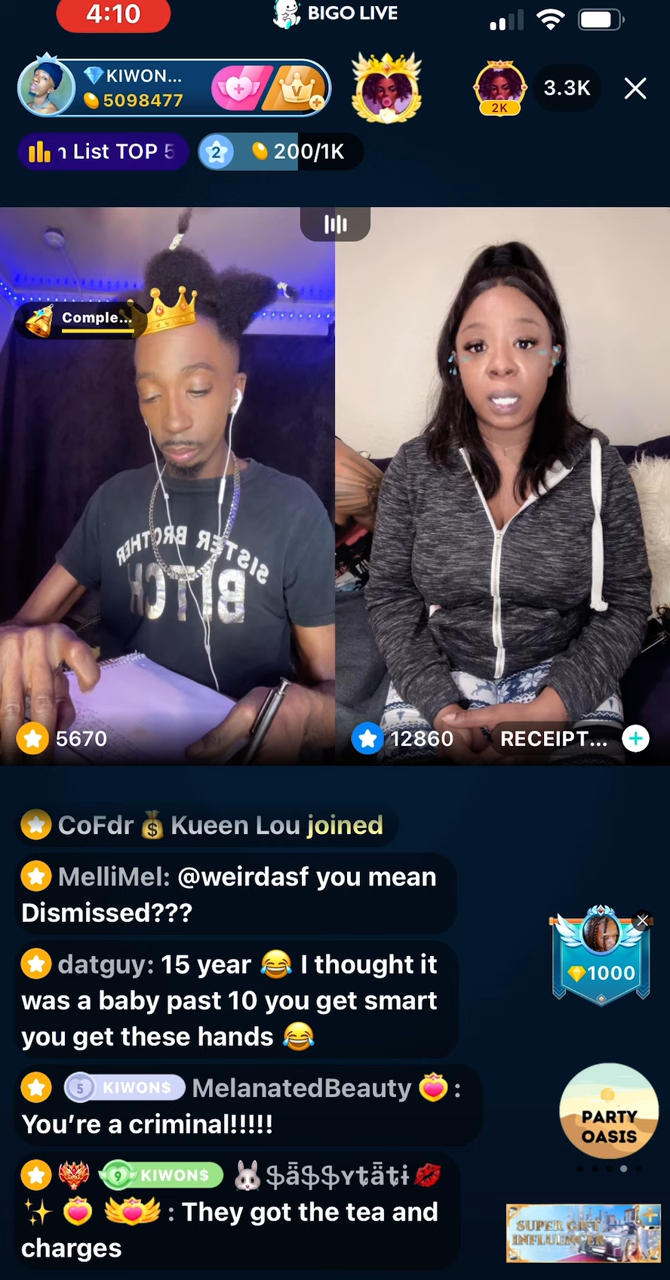 4:10
BIGO LIVE
KIWON...
5098477
2K
3.3K
n List TOP 5
2
200/1K
Comple...
SISTER BROTHER
BITCH
5670
12860
RECEIPT...
CoFdr 💰 Kueen Lou joined
MelliMel: @weirdasf you mean
Dismissed???
datguy: 15 year 😂 I thought it
was a baby past 10 you get smart
you get these hands 😂
1000
5 KIWON$ MelanatedBeauty :
You're a criminal!!!!!
PARTY
OASIS
9 KIWON$ 🐰$ä$$ʏtäti💋
✨ : They got the tea and
charges
SUPER GIFT
INFLUENCER